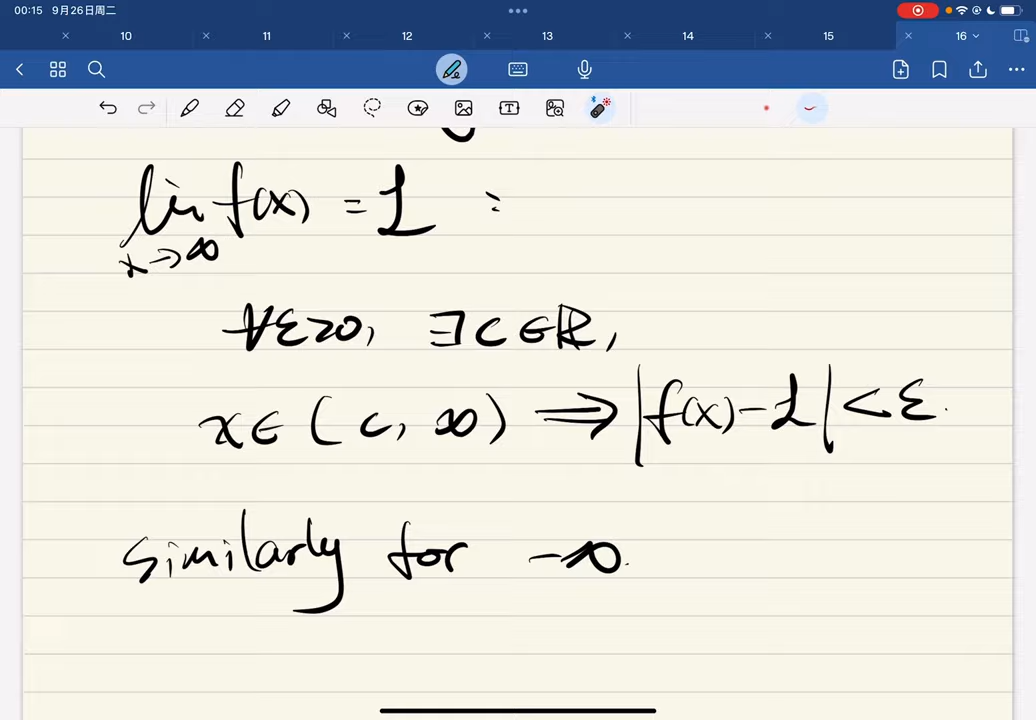 00:15 9月26日周二
10 11 12 13 14 15 16
lim f(x) = L :
x→∞
∀ε>0, ∃c∈ℝ,
x∈(c,∞) ⟹ |f(x)-L|<ε.
similarly for -∞.